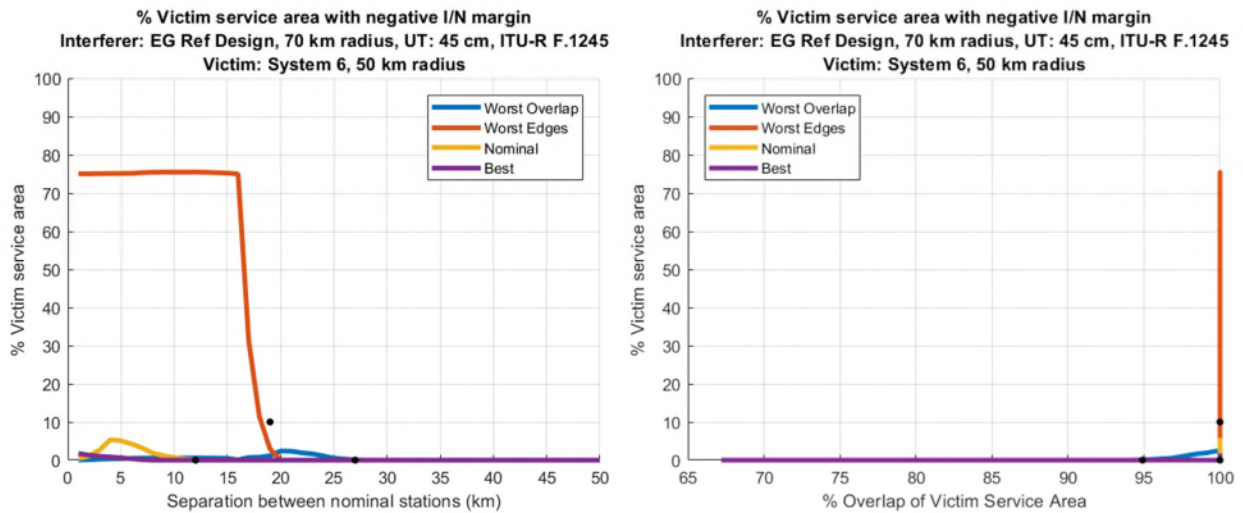 % Victim service area with negative I/N margin
Interferer: EG Ref Design, 70 km radius, UT: 45 cm, ITU-R F.1245
Victim: System 6, 50 km radius
100
90
80
70
60
50
40
30
20
10
0
% Victim service area
Worst Overlap
Worst Edges
Nominal
Best
0 5 10 15 20 25 30 35 40 45 50
Separation between nominal stations (km)
% Victim service area with negative I/N margin
Interferer: EG Ref Design, 70 km radius, UT: 45 cm, ITU-R F.1245
Victim: System 6, 50 km radius
100
90
80
70
60
50
40
30
20
10
0
% Victim service area
Worst Overlap
Worst Edges
Nominal
Best
65 70 75 80 85 90 95 100
% Overlap of Victim Service Area